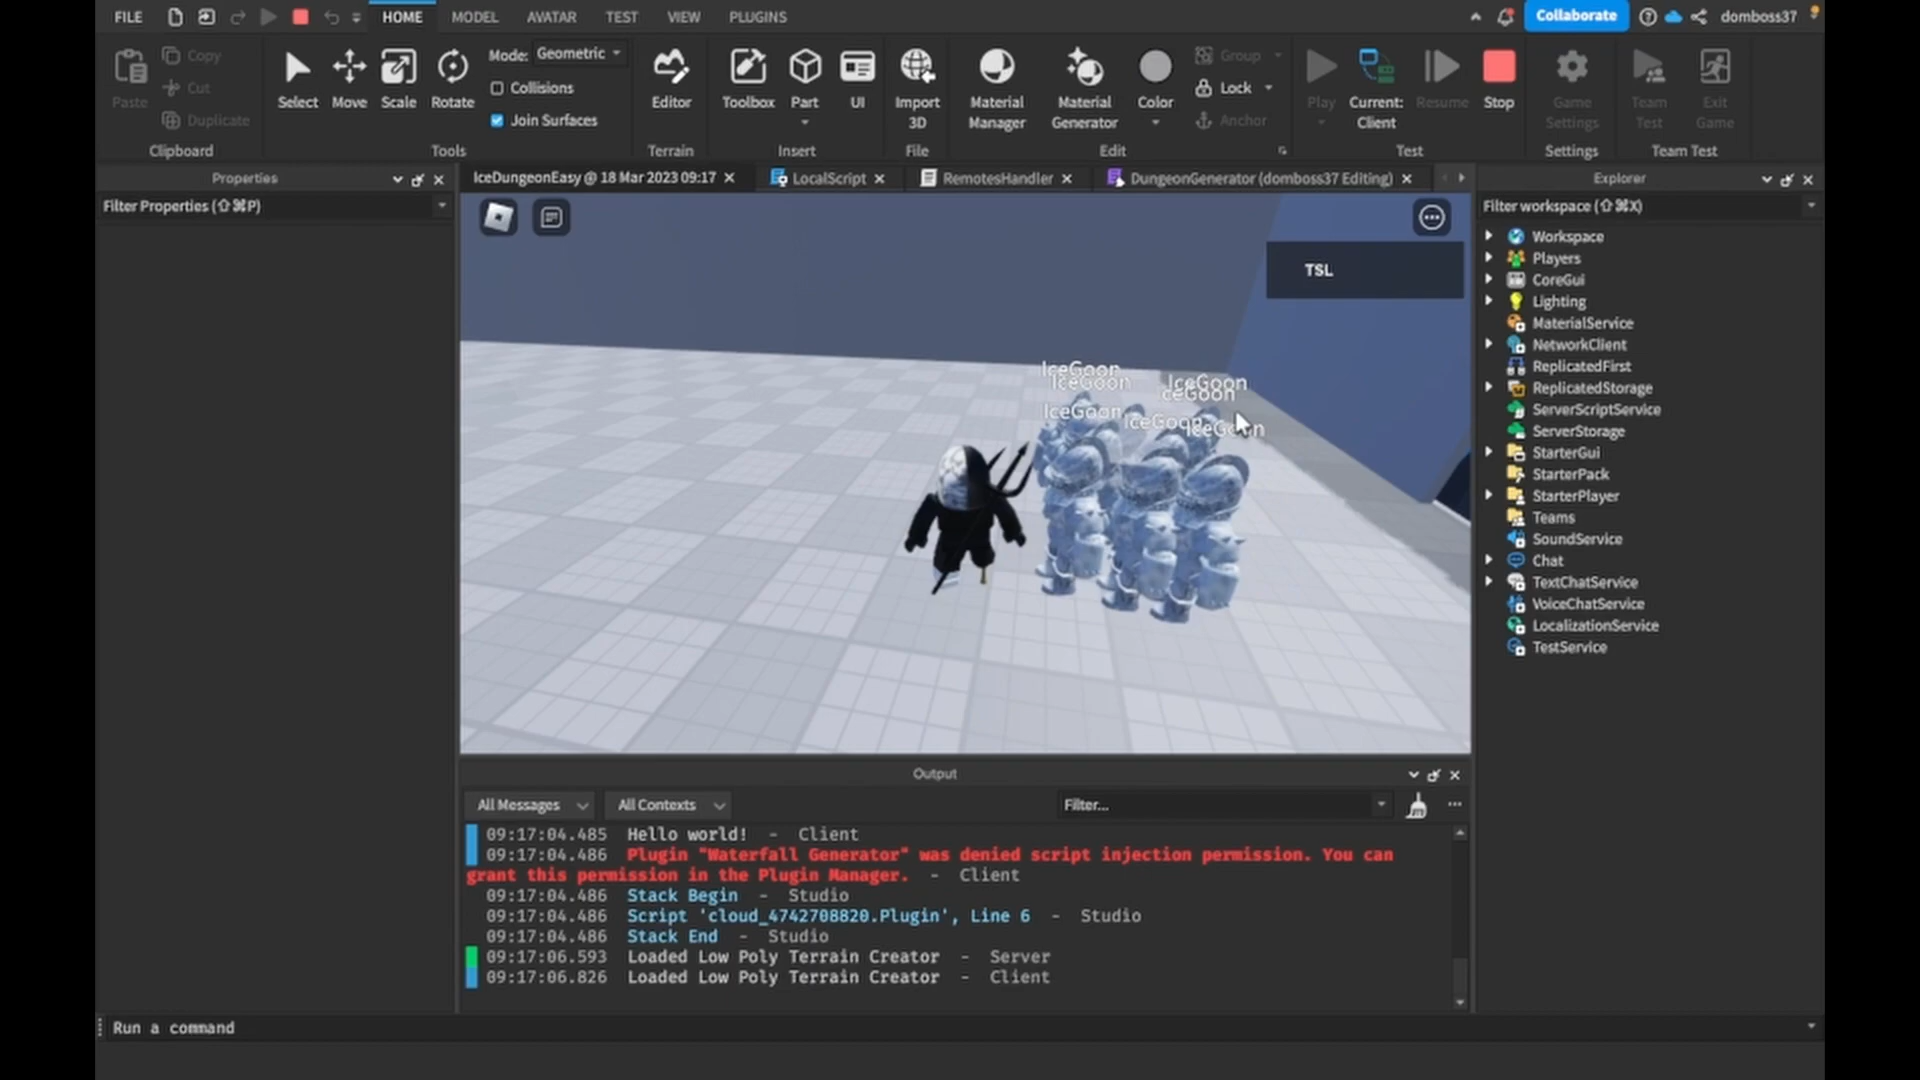 FILE
HOME
MODEL
AVATAR
TEST
VIEW
PLUGINS
Collaborate
domboss37
Paste
Copy
Cut
Duplicate
Clipboard
Select
Move
Scale
Rotate
Mode: Geometric
Collisions
Join Surfaces
Tools
Editor
Terrain
Toolbox
Part
UI
Insert
Import
3D
File
Material
Manager
Material
Generator
Color
Group
Lock
Anchor
Edit
Play
Current:
Client
Resume
Stop
Test
Game
Settings
Settings
Team
Test
Exit
Game
Team Test
Properties
Filter Properties (⇧⌘P)
IceDungeonEasy @ 18 Mar 2023 09:17
LocalScript
RemotesHandler
DungeonGenerator (domboss37 Editing)
TSL
IceGoon
IceGoon
IceGoon
IceGoon
IceGoon
IceGoon
IceGoon
Output
All Messages
All Contexts
Filter...
09:17:04.485 Hello world! - Client
09:17:04.486 Plugin "Waterfall Generator" was denied script injection permission. You can
grant this permission in the Plugin Manager. - Client
09:17:04.486 Stack Begin - Studio
09:17:04.486 Script 'cloud_4742708820.Plugin', Line 6 - Studio
09:17:04.486 Stack End - Studio
09:17:06.593 Loaded Low Poly Terrain Creator - Server
09:17:06.826 Loaded Low Poly Terrain Creator - Client
Run a command
Explorer
Filter workspace (⇧⌘X)
Workspace
Players
CoreGui
Lighting
MaterialService
NetworkClient
ReplicatedFirst
ReplicatedStorage
ServerScriptService
ServerStorage
StarterGui
StarterPack
StarterPlayer
Teams
SoundService
Chat
TextChatService
VoiceChatService
LocalizationService
TestService